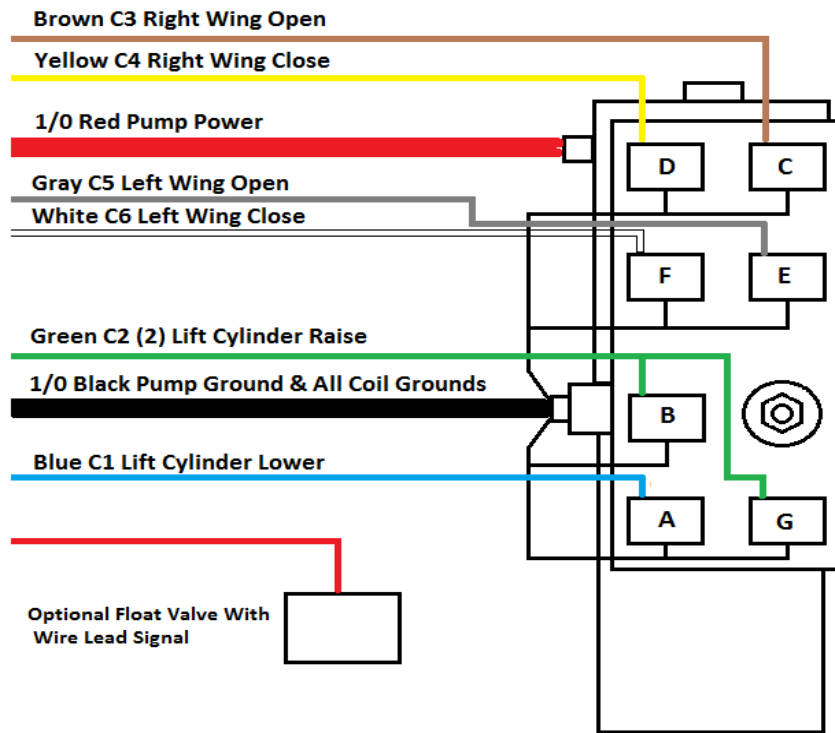 Brown C3 Right Wing Open
Yellow C4 Right Wing Close
1/0 Red Pump Power
D
C
Gray C5 Left Wing Open
White C6 Left Wing Close
F
E
Green C2 (2) Lift Cylinder Raise
1/0 Black Pump Ground & All Coil Grounds
B
Blue C1 Lift Cylinder Lower
A
G
Optional Float Valve With
Wire Lead Signal